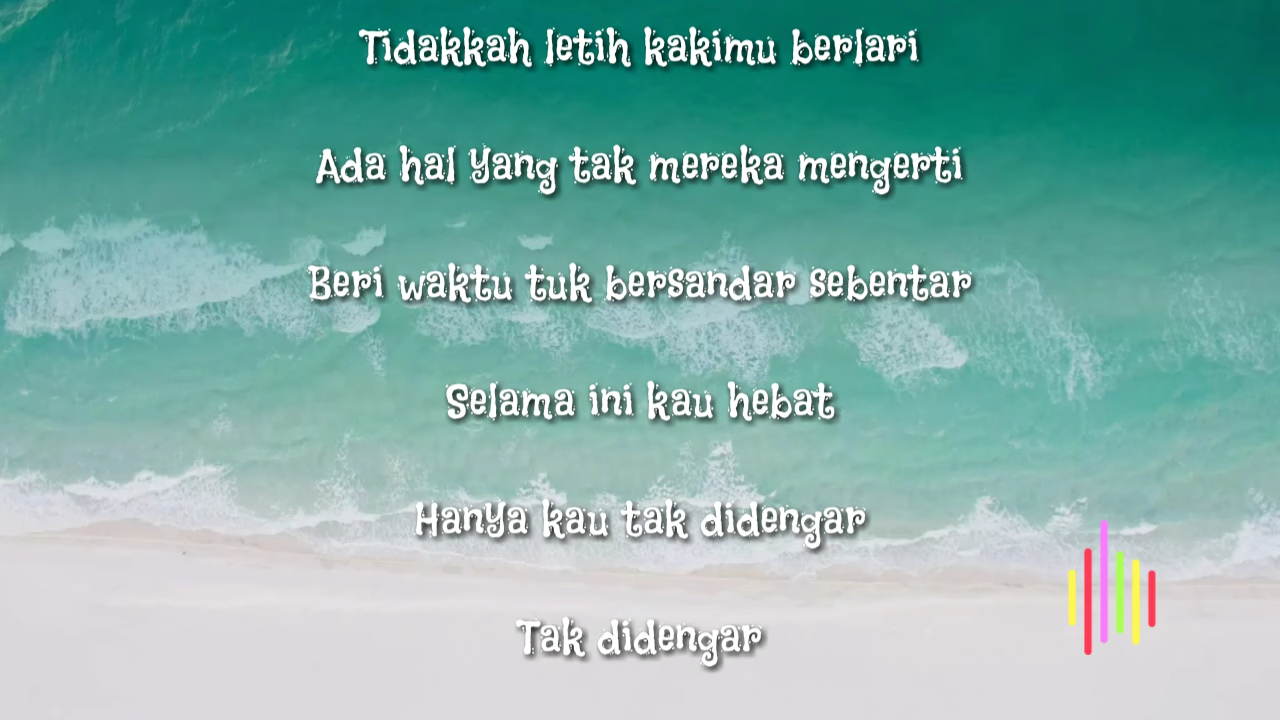 Tidakkah letih kakimu berlari
Ada hal yang tak mereka mengerti
Beri waktu tuk bersandar sebentar
Selama ini kau hebat
Hanya kau tak didengar
Tak didengar